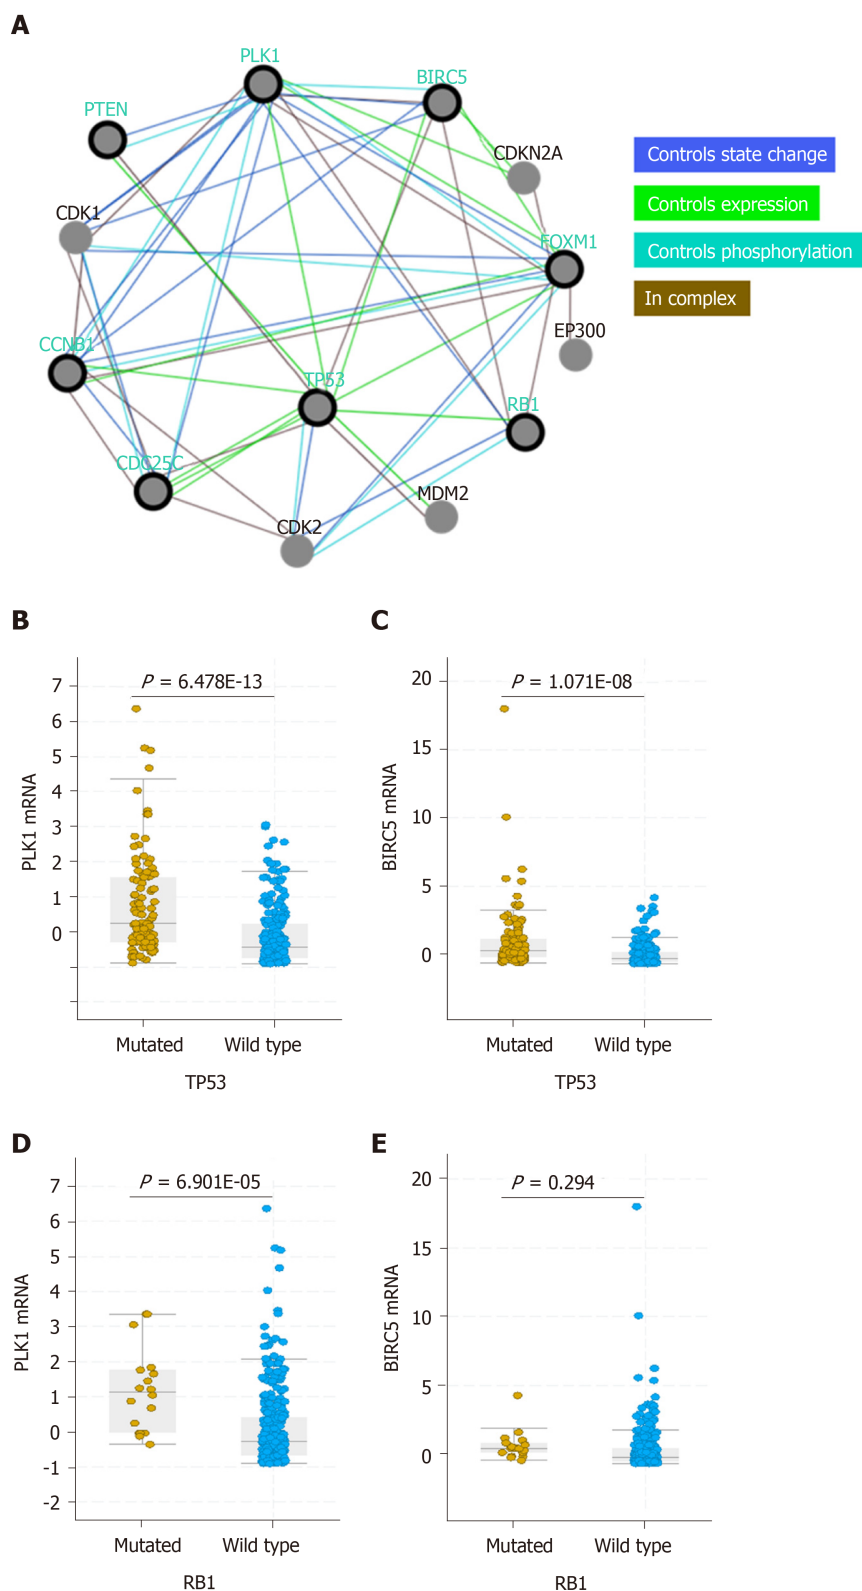 A
PLK1
BIRC5
PTEN
CDKN2A
Controls state change
Controls expression
CDK1
FOXM1
Controls phosphorylation
In complex
EP300
CCNB1
TP53
RB1
CDC25C
MDM2
CDK2
B
P = 6.478E-13
7
6
5
4
3
2
1
0
PLK1 mRNA
Mutated Wild type
TP53
C
P = 1.071E-08
20
15
10
5
0
BIRC5 mRNA
Mutated Wild type
TP53
D
P = 6.901E-05
7
6
5
4
3
2
1
0
-1
-2
PLK1 mRNA
Mutated Wild type
RB1
E
P = 0.294
20
15
10
5
0
BIRC5 mRNA
Mutated Wild type
RB1